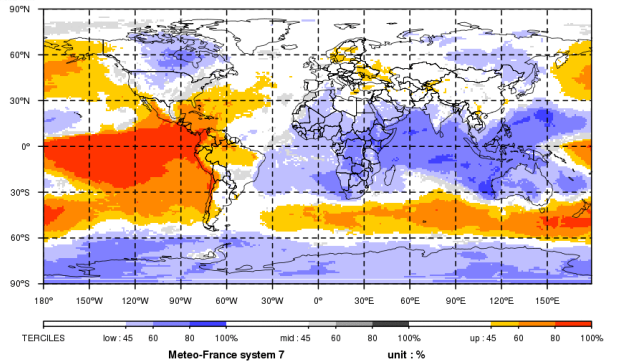 90°N
60°N
30°N
0°
30°S
60°S
90°S
180° 150°W 120°W 90°W 60°W 30°W 0° 30°E 60°E 90°E 120°E 150°E
TERCILES low : 45 60 80 100% mid : 45 60 80 100% up : 45 60 80 100%
Meteo-France system 7 unit : %